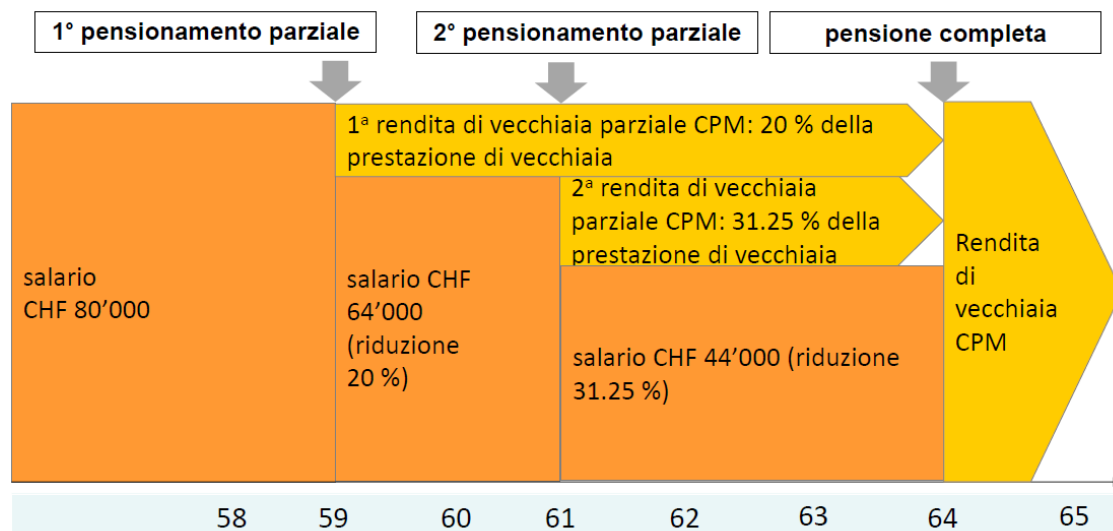 1° pensionamento parziale
2° pensionamento parziale
pensione completa
1ª rendita di vecchiaia parziale CPM: 20 % della
prestazione di vecchiaia
2ª rendita di vecchiaia
parziale CPM: 31.25 % della
prestazione di vecchiaia
salario
CHF 80’000
salario CHF
64’000
(riduzione
20 %)
salario CHF 44’000 (riduzione
31.25 %)
Rendita
di
vecchiaia
CPM
58 59 60 61 62 63 64 65